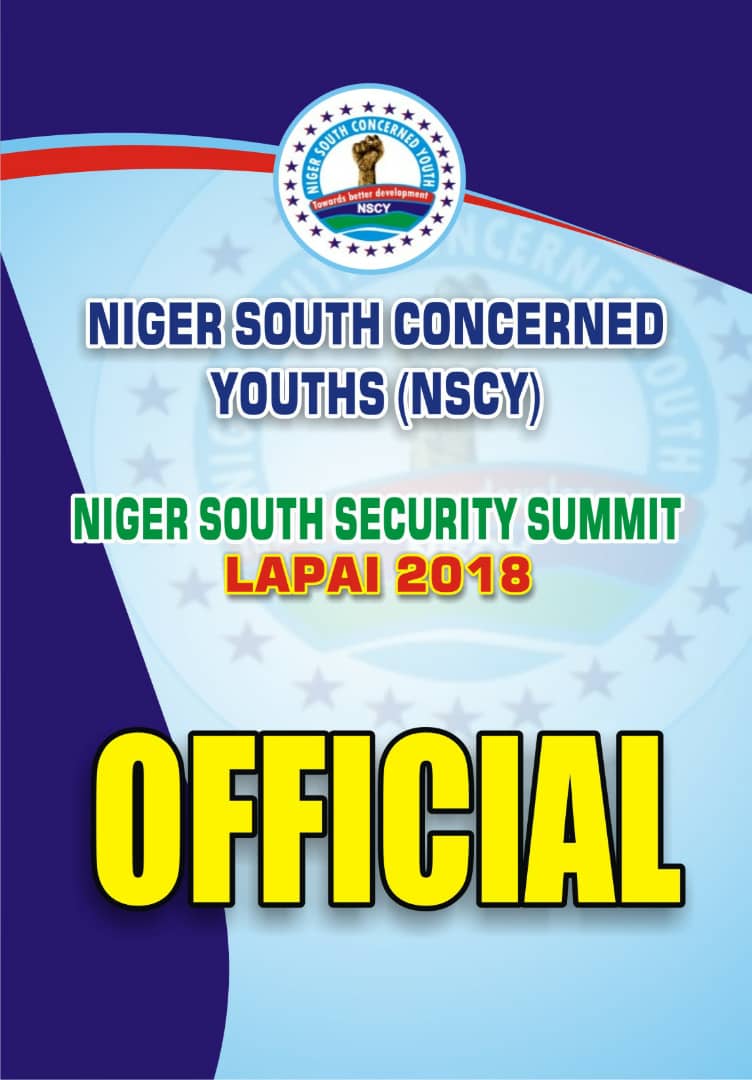 NIGER SOUTH CONCERNED YOUTH
Towards better development
NSCY
NIGER SOUTH CONCERNED
YOUTHS (NSCY)
NIGER SOUTH SECURITY SUMMIT
LAPAI 2018
OFFICIAL